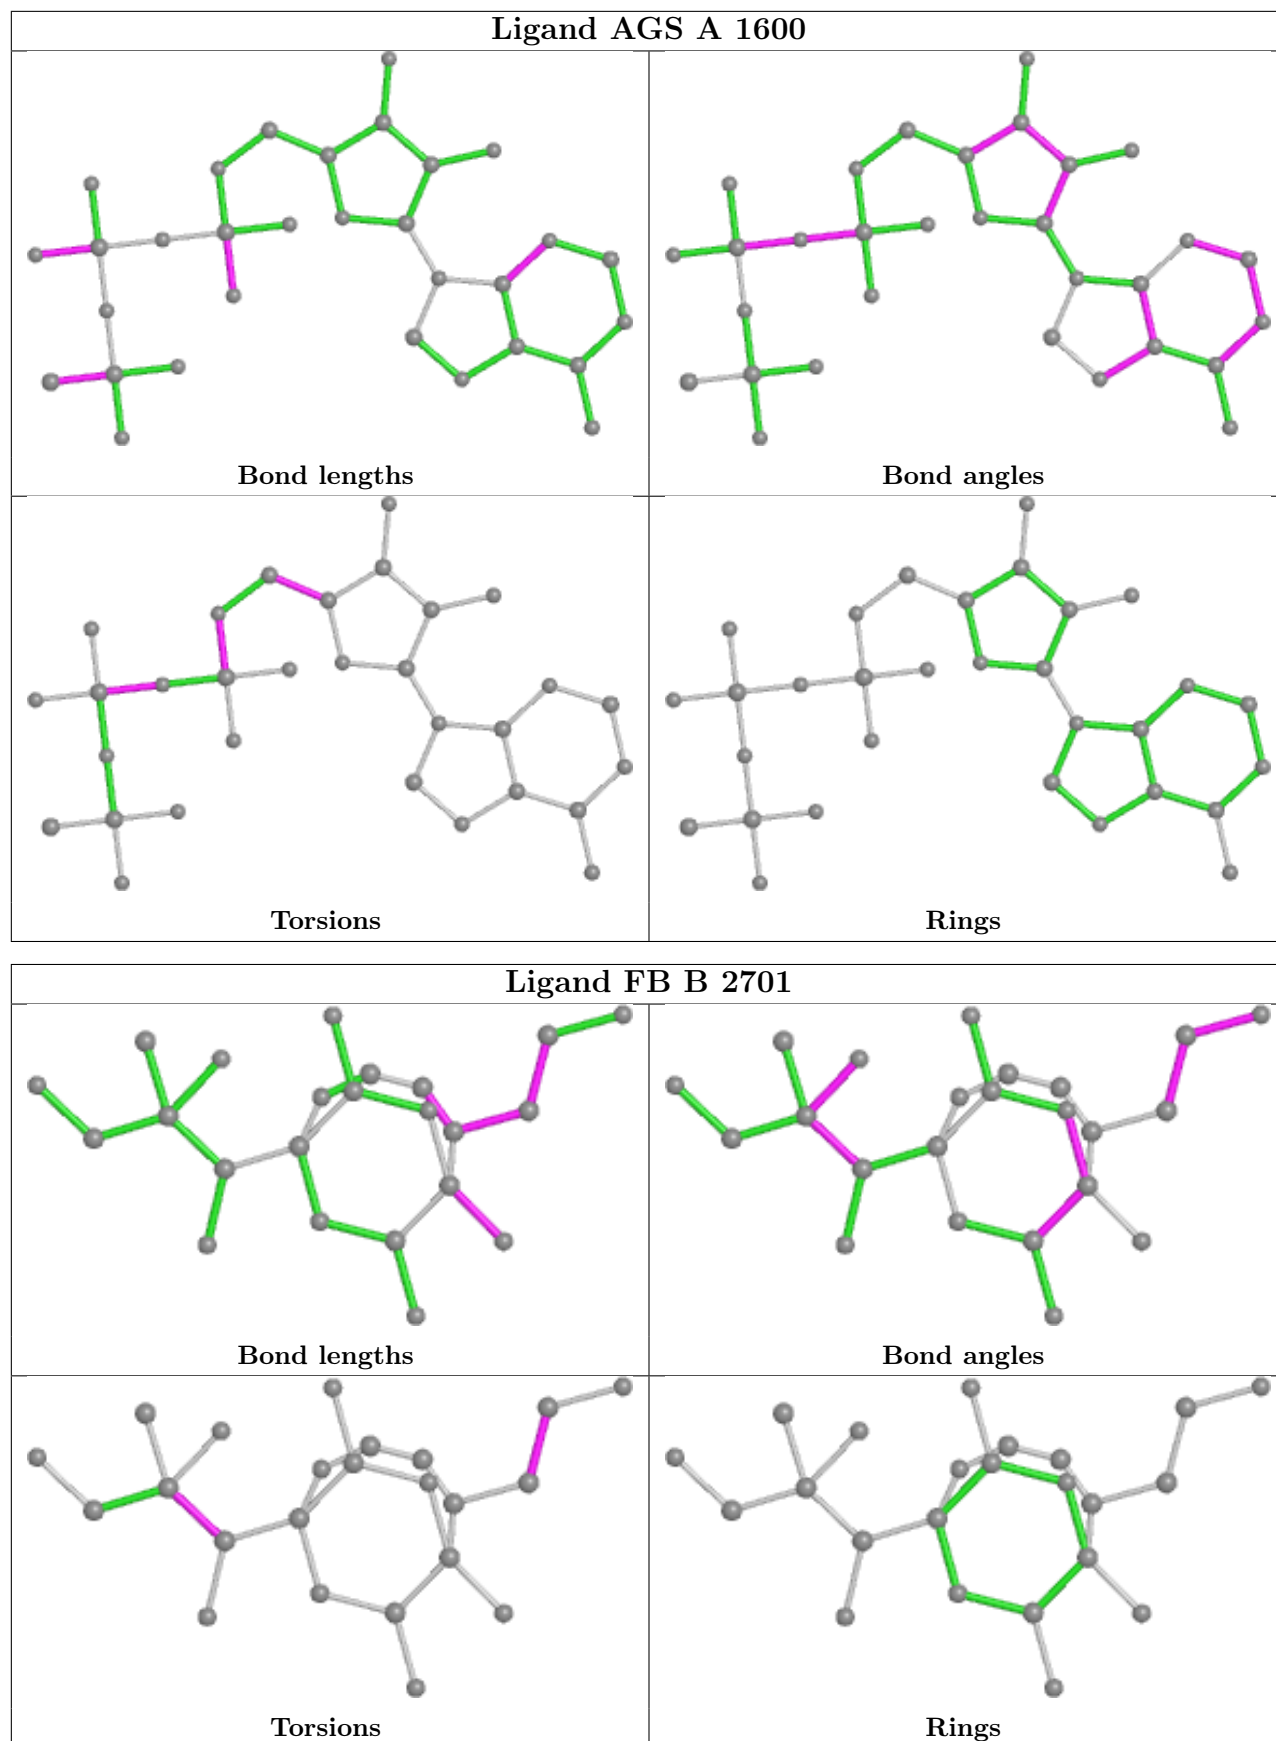 Ligand AGS A 1600
Bond lengths
Bond angles
Torsions
Rings
Ligand FB B 2701
Bond lengths
Bond angles
Torsions
Rings